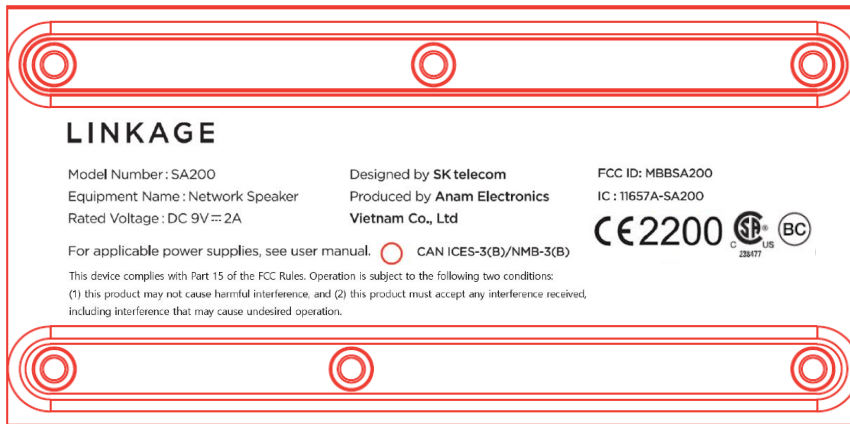 LINKAGE
Model Number : SA200
Equipment Name : Network Speaker
Rated Voltage : DC 9V⎓2A
Designed by SK telecom
Produced by Anam Electronics
Vietnam Co., Ltd
FCC ID: MBBSA200
IC : 11657A-SA200
CE2200
C SA ® US
238477
BC
For applicable power supplies, see user manual.
CAN ICES-3(B)/NMB-3(B)
This device complies with Part 15 of the FCC Rules. Operation is subject to the following two conditions:
(1) this product may not cause harmful interference, and (2) this product must accept any interference received,
including interference that may cause undesired operation.